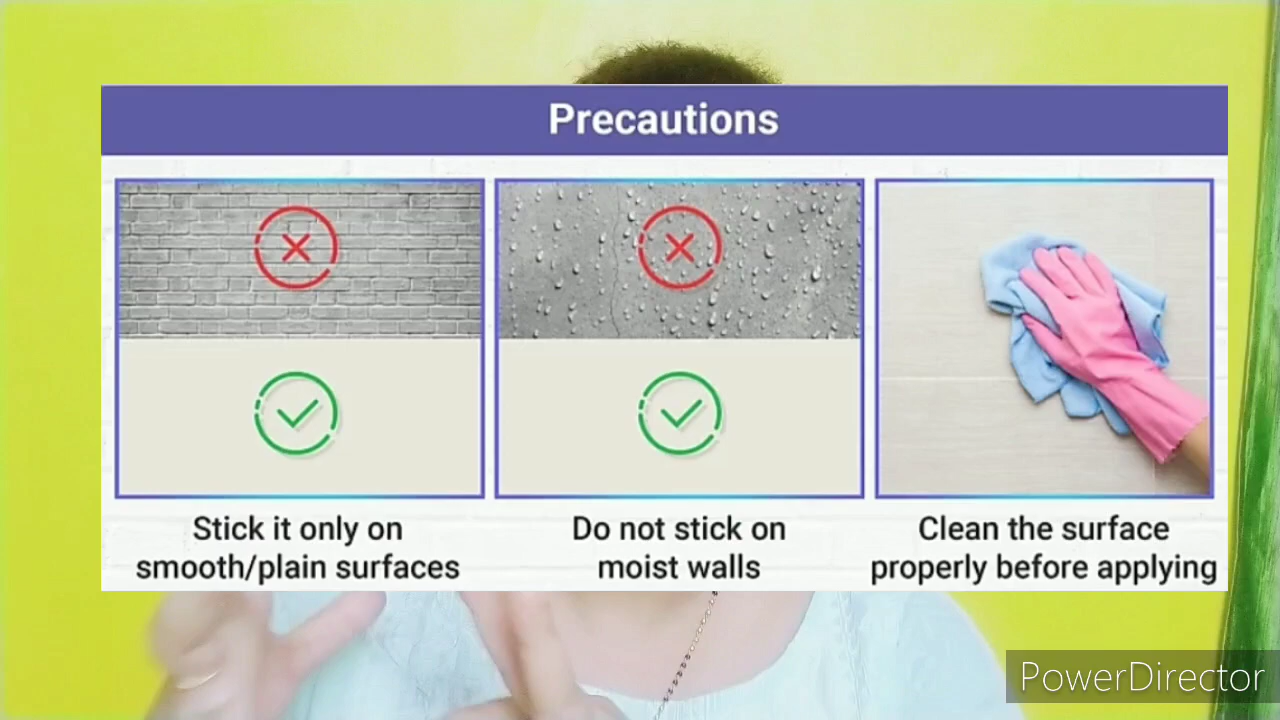 Precautions
Stick it only on
smooth/plain surfaces
Do not stick on
moist walls
Clean the surface
properly before applying
PowerDirector